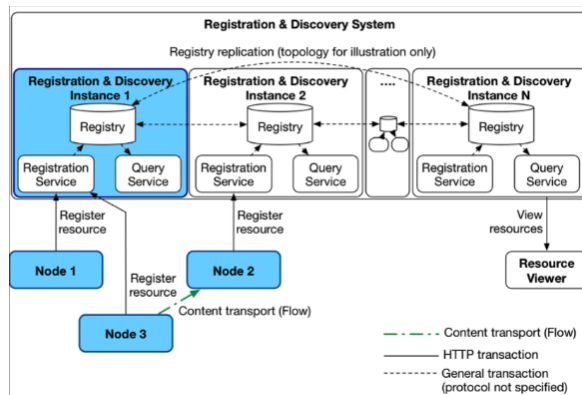 Registration & Discovery System
Registry replication (topology for illustration only)
Registration & Discovery
Instance 1
Registry
Registration
Service
Query
Service
Registration & Discovery
Instance 2
Registry
Registration
Service
Query
Service
....
Registration & Discovery
Instance N
Registry
Registration
Service
Query
Service
Register
resource
Register
resource
Register
resource
View
resources
Node 1
Node 2
Node 3
Resource
Viewer
Content transport (Flow)
Content transport (Flow)
HTTP transaction
General transaction
(protocol not specified)